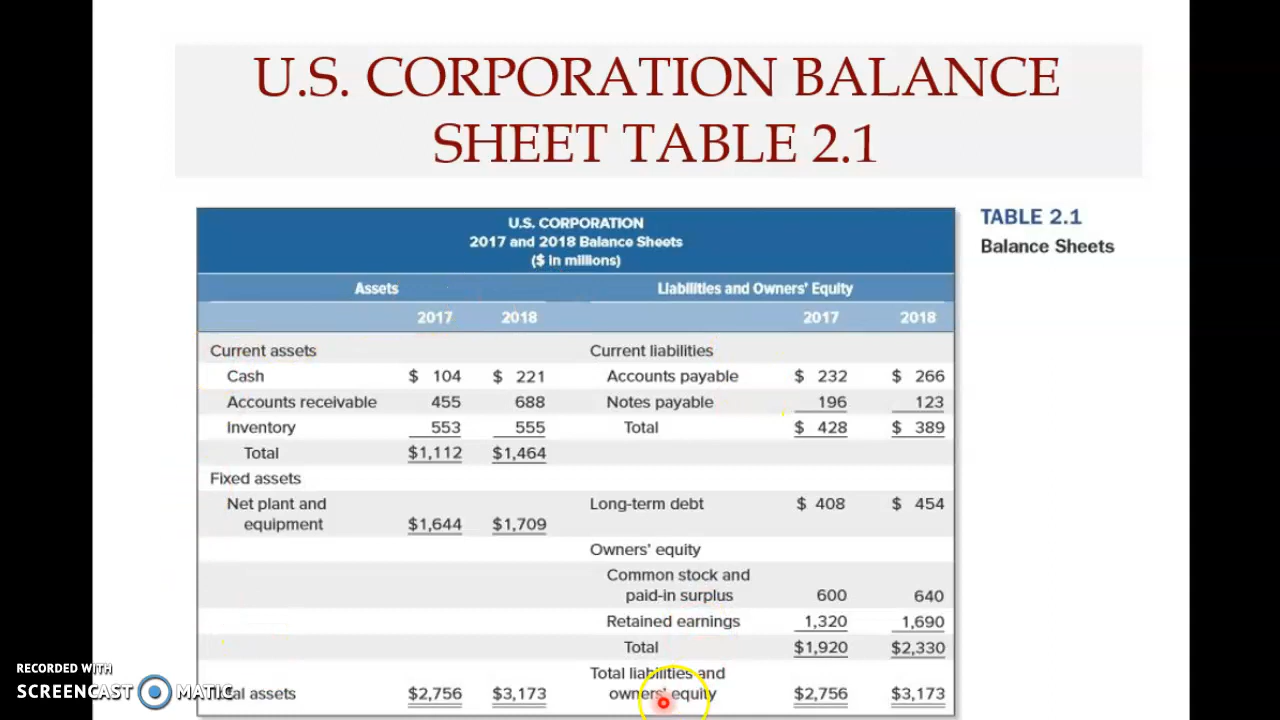 U.S. CORPORATION BALANCE
SHEET TABLE 2.1
U.S. CORPORATION
2017 and 2018 Balance Sheets
($ in millions)
TABLE 2.1
Balance Sheets
Assets Liabilities and Owners' Equity
2017 2018 2017 2018
Current assets Current liabilities
Cash $ 104 $ 221 Accounts payable $ 232 $ 266
Accounts receivable 455 688 Notes payable 196 123
Inventory 553 555 Total $ 428 $ 389
Total $1,112 $1,464
Fixed assets
Net plant and Long-term debt $ 408 $ 454
equipment $1,644 $1,709
Owners' equity
Common stock and
paid-in surplus 600 640
Retained earnings 1,320 1,690
Total $1,920 $2,330
Total liabilities and
assets $2,756 $3,173 owners' equity $2,756 $3,173
RECORDED WITH
SCREENCAST MATIC